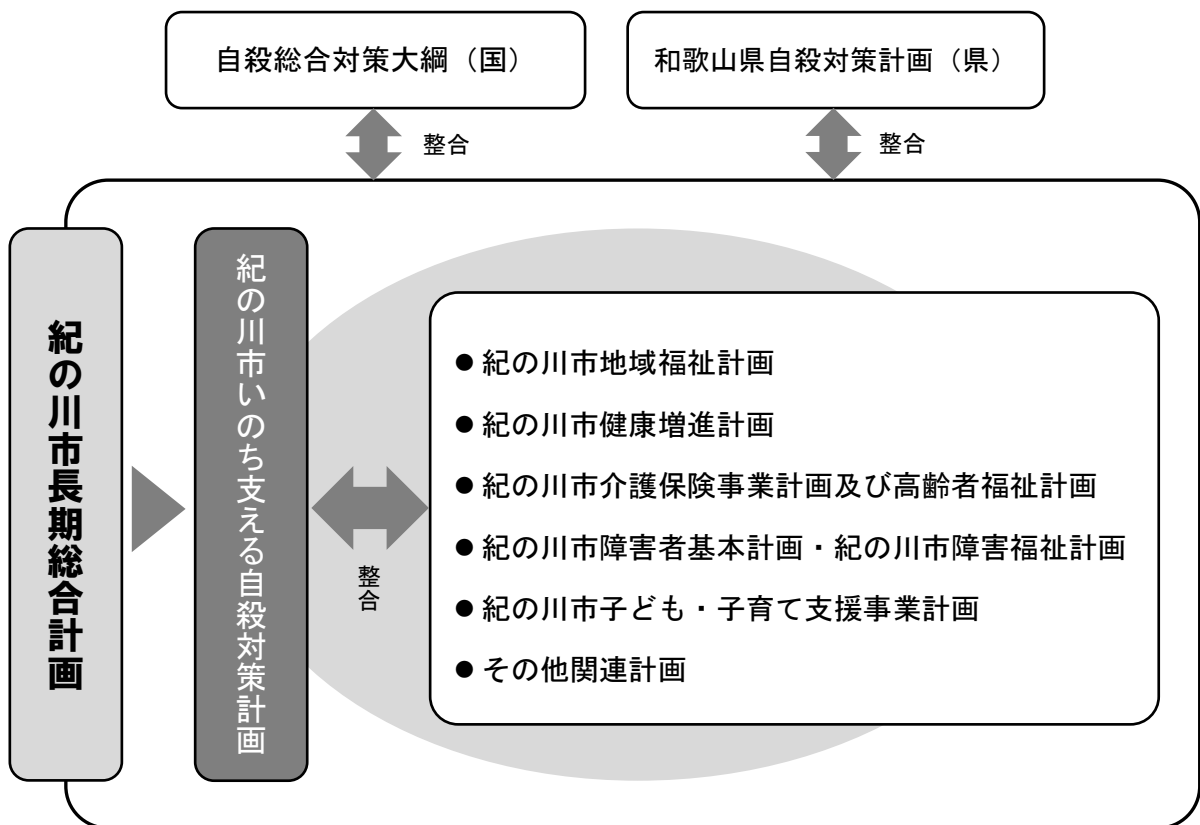 自殺総合対策大綱（国）
和歌山県自殺対策計画（県）
整合
整合
紀の川市長期総合計画
紀の川市いのち支える自殺対策計画
整合
●紀の川市地域福祉計画
●紀の川市健康増進計画
●紀の川市介護保険事業計画及び高齢者福祉計画
●紀の川市障害者基本計画・紀の川市障害福祉計画
●紀の川市子ども・子育て支援事業計画
●その他関連計画